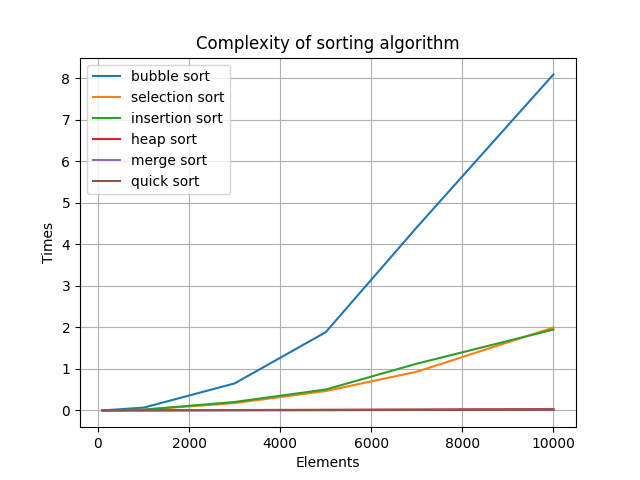 Complexity of sorting algorithm
bubble sort
selection sort
insertion sort
heap sort
merge sort
quick sort
8
7
6
5
4
3
2
1
0
Times
0 2000 4000 6000 8000 10000
Elements